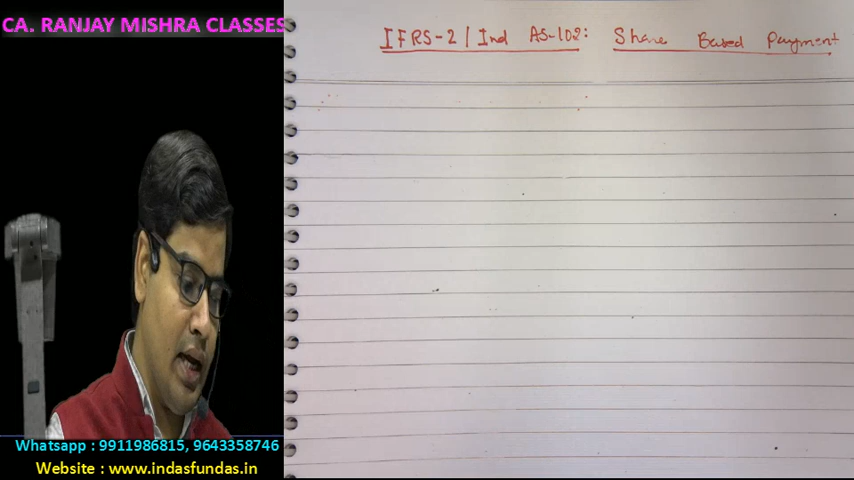 CA. RANJAY MISHRA CLASSES
IFRS-2 | Ind AS-102: Share Based Payment
Whatsapp : 9911986815, 9643358746
Website : www.indasfundas.in